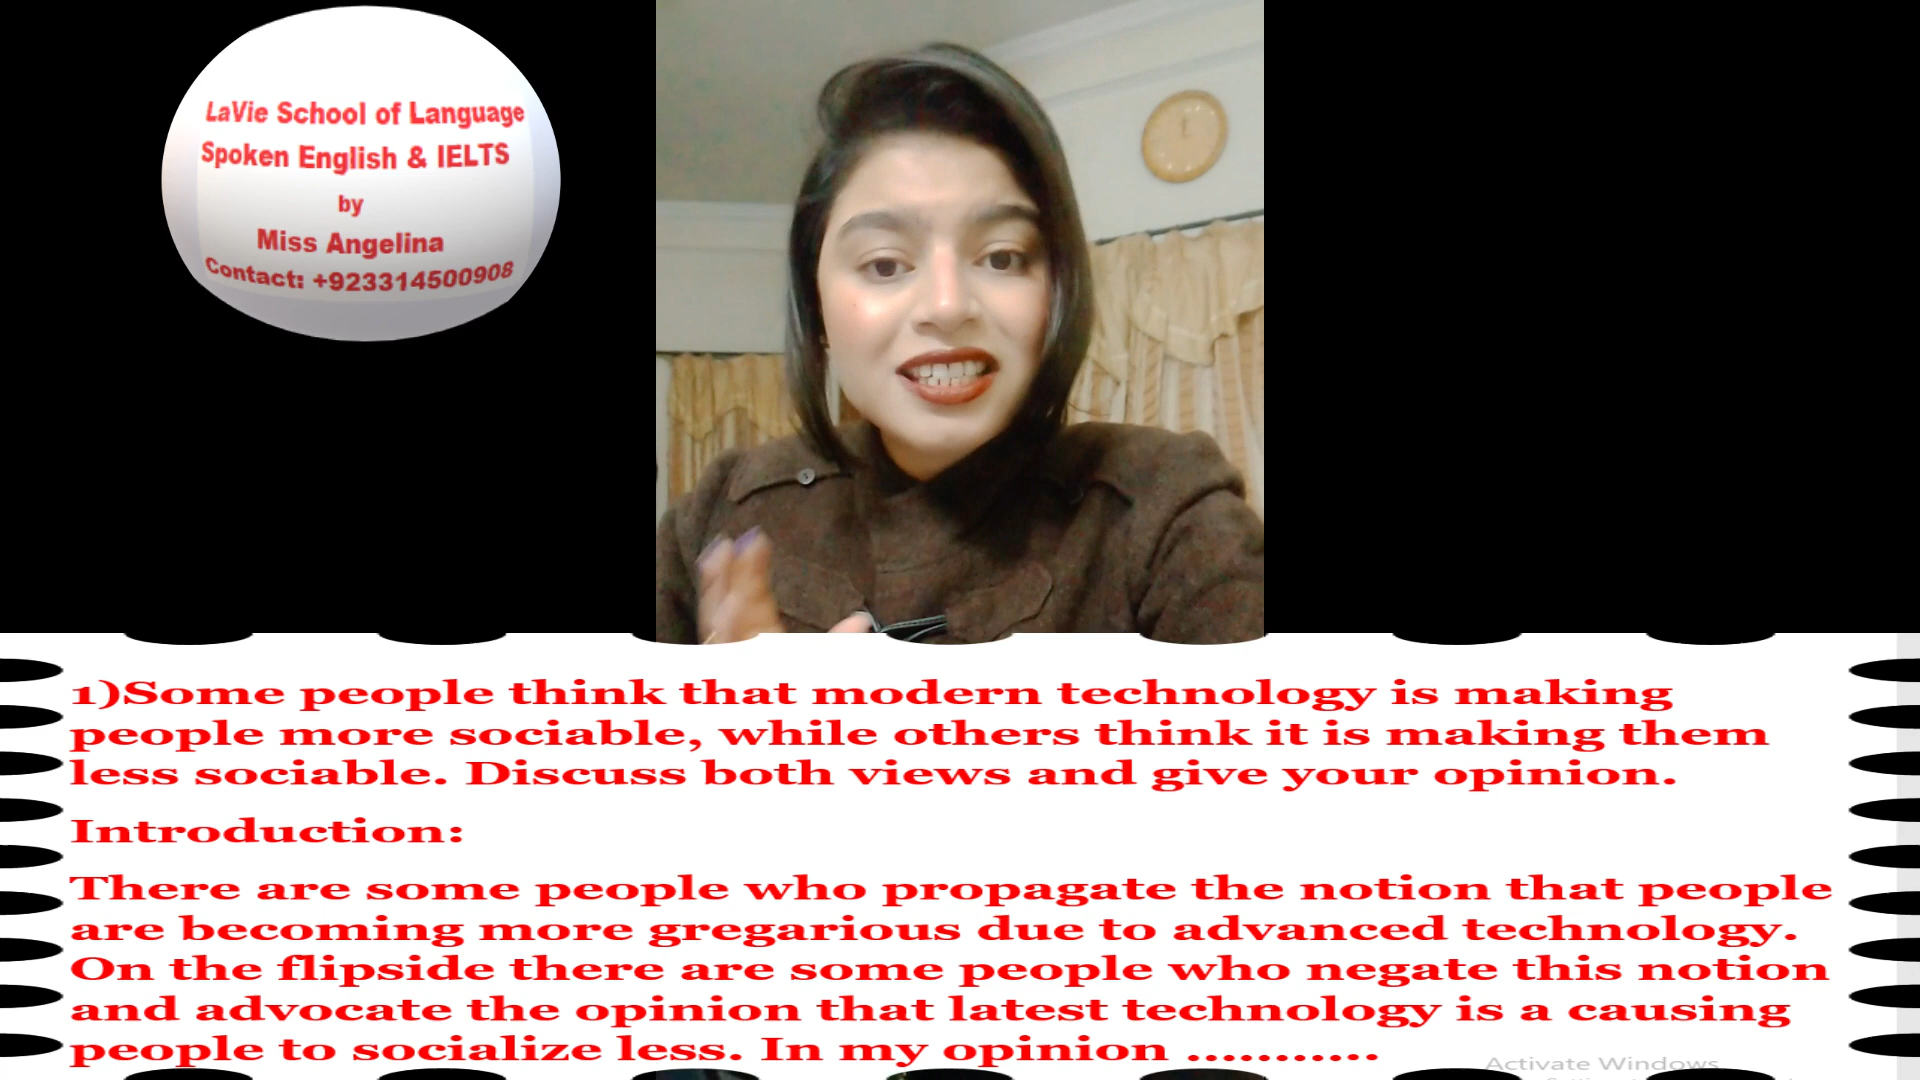 LaVie School of Language
Spoken English & IELTS
by
Miss Angelina
Contact: +923314500908
1)Some people think that modern technology is making
people more sociable, while others think it is making them
less sociable. Discuss both views and give your opinion.
Introduction:
There are some people who propagate the notion that people
are becoming more gregarious due to advanced technology.
On the flipside there are some people who negate this notion
and advocate the opinion that latest technology is a causing
people to socialize less. In my opinion ...........
Activate Windows